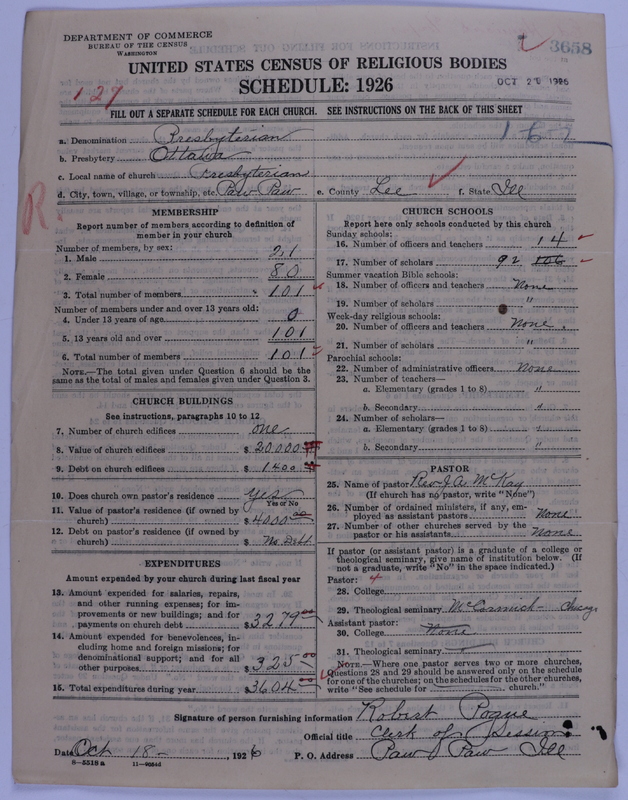 DEPARTMENT OF COMMERCE
BUREAU OF THE CENSUS
WASHINGTON
3658
UNITED STATES CENSUS OF RELIGIOUS BODIES
SCHEDULE: 1926
OCT 1926
127
FILL OUT A SEPARATE SCHEDULE FOR EACH CHURCH. SEE INSTRUCTIONS ON THE BACK OF THIS SHEET
167
a. Denomination Presbyterian
b. Presbytery Ottawa
c. Local name of church Presbyterian
d. City, town, village, or township, etc. Paw Paw e. County Lee f. State Ill
R
MEMBERSHIP
Report number of members according to definition of member in your church
Number of members, by sex:
1. Male 21
2. Female 80
3. Total number of members 101
Number of members under and over 13 years old:
4. Under 13 years of age 0
5. 13 years old and over 101
6. Total number of members 101
NOTE.—The total given under Question 6 should be the same as the total of males and females given under Question 3.
CHURCH BUILDINGS
See instructions, paragraphs 10 to 12
7. Number of church edifices one
8. Value of church edifices $ 20000
9. Debt on church edifices $ 1400
10. Does church own pastor's residence Yes
Yes or No
11. Value of pastor's residence (if owned by church) $ 4000 00
12. Debt on pastor's residence (if owned by church) $ No Debt
EXPENDITURES
Amount expended by your church during last fiscal year
13. Amount expended for salaries, repairs, and other running expenses; for improvements or new buildings; and for payments on church debt $ 3279 00
14. Amount expended for benevolences, including home and foreign missions; for denominational support; and for all other purposes $ 325 00
15. Total expenditures during year $ 3604 00
CHURCH SCHOOLS
Report here only schools conducted by this church
Sunday schools:
16. Number of officers and teachers 14
17. Number of scholars 92 106
Summer vacation Bible schools:
18. Number of officers and teachers None
19. Number of scholars "
Week-day religious schools:
20. Number of officers and teachers None.
21. Number of scholars "
Parochial schools:
22. Number of administrative officers None
23. Number of teachers—
a. Elementary (grades 1 to 8) "
b. Secondary "
24. Number of scholars—
a. Elementary (grades 1 to 8) "
b. Secondary "
PASTOR
25. Name of pastor Rev J. A. McKay
(If church has no pastor, write "None")
26. Number of ordained ministers, if any, employed as assistant pastors None
27. Number of other churches served by the pastor or his assistants None
If pastor (or assistant pastor) is a graduate of a college or theological seminary, give name of institution below. (If not a graduate, write "No" in the space indicated.)
Pastor:
28. College
29. Theological seminary McCormick - Chicago
Assistant pastor:
30. College None
31. Theological seminary
NOTE.—Where one pastor serves two or more churches, Questions 28 and 29 should be answered only on the schedule for one of the churches; on the schedules for the other churches, write "See schedule for church."
Signature of person furnishing information Robert Pogue
Official title Clerk of Session
Date Oct 18 - , 1926 P. O. Address Paw Paw Ill
8—5518 a 11—9054d